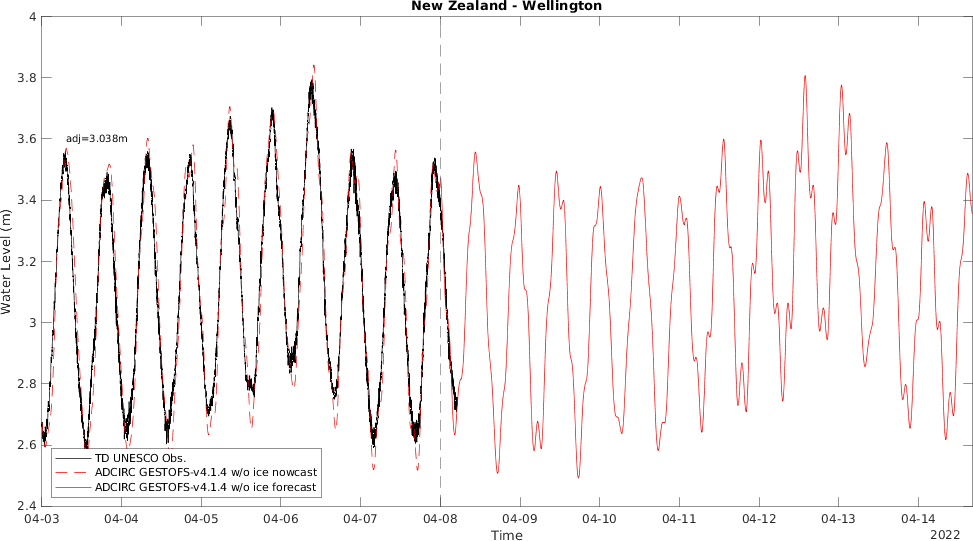 New Zealand - Wellington
4
3.8
3.6
3.4
3.2
3
2.8
2.6
2.4
Water Level (m)
adj=3.038m
TD UNESCO Obs.
ADCIRC GESTOFS-v4.1.4 w/o ice nowcast
ADCIRC GESTOFS-v4.1.4 w/o ice forecast
04-03 04-04 04-05 04-06 04-07 04-08 04-09 04-10 04-11 04-12 04-13 04-14
Time
2022